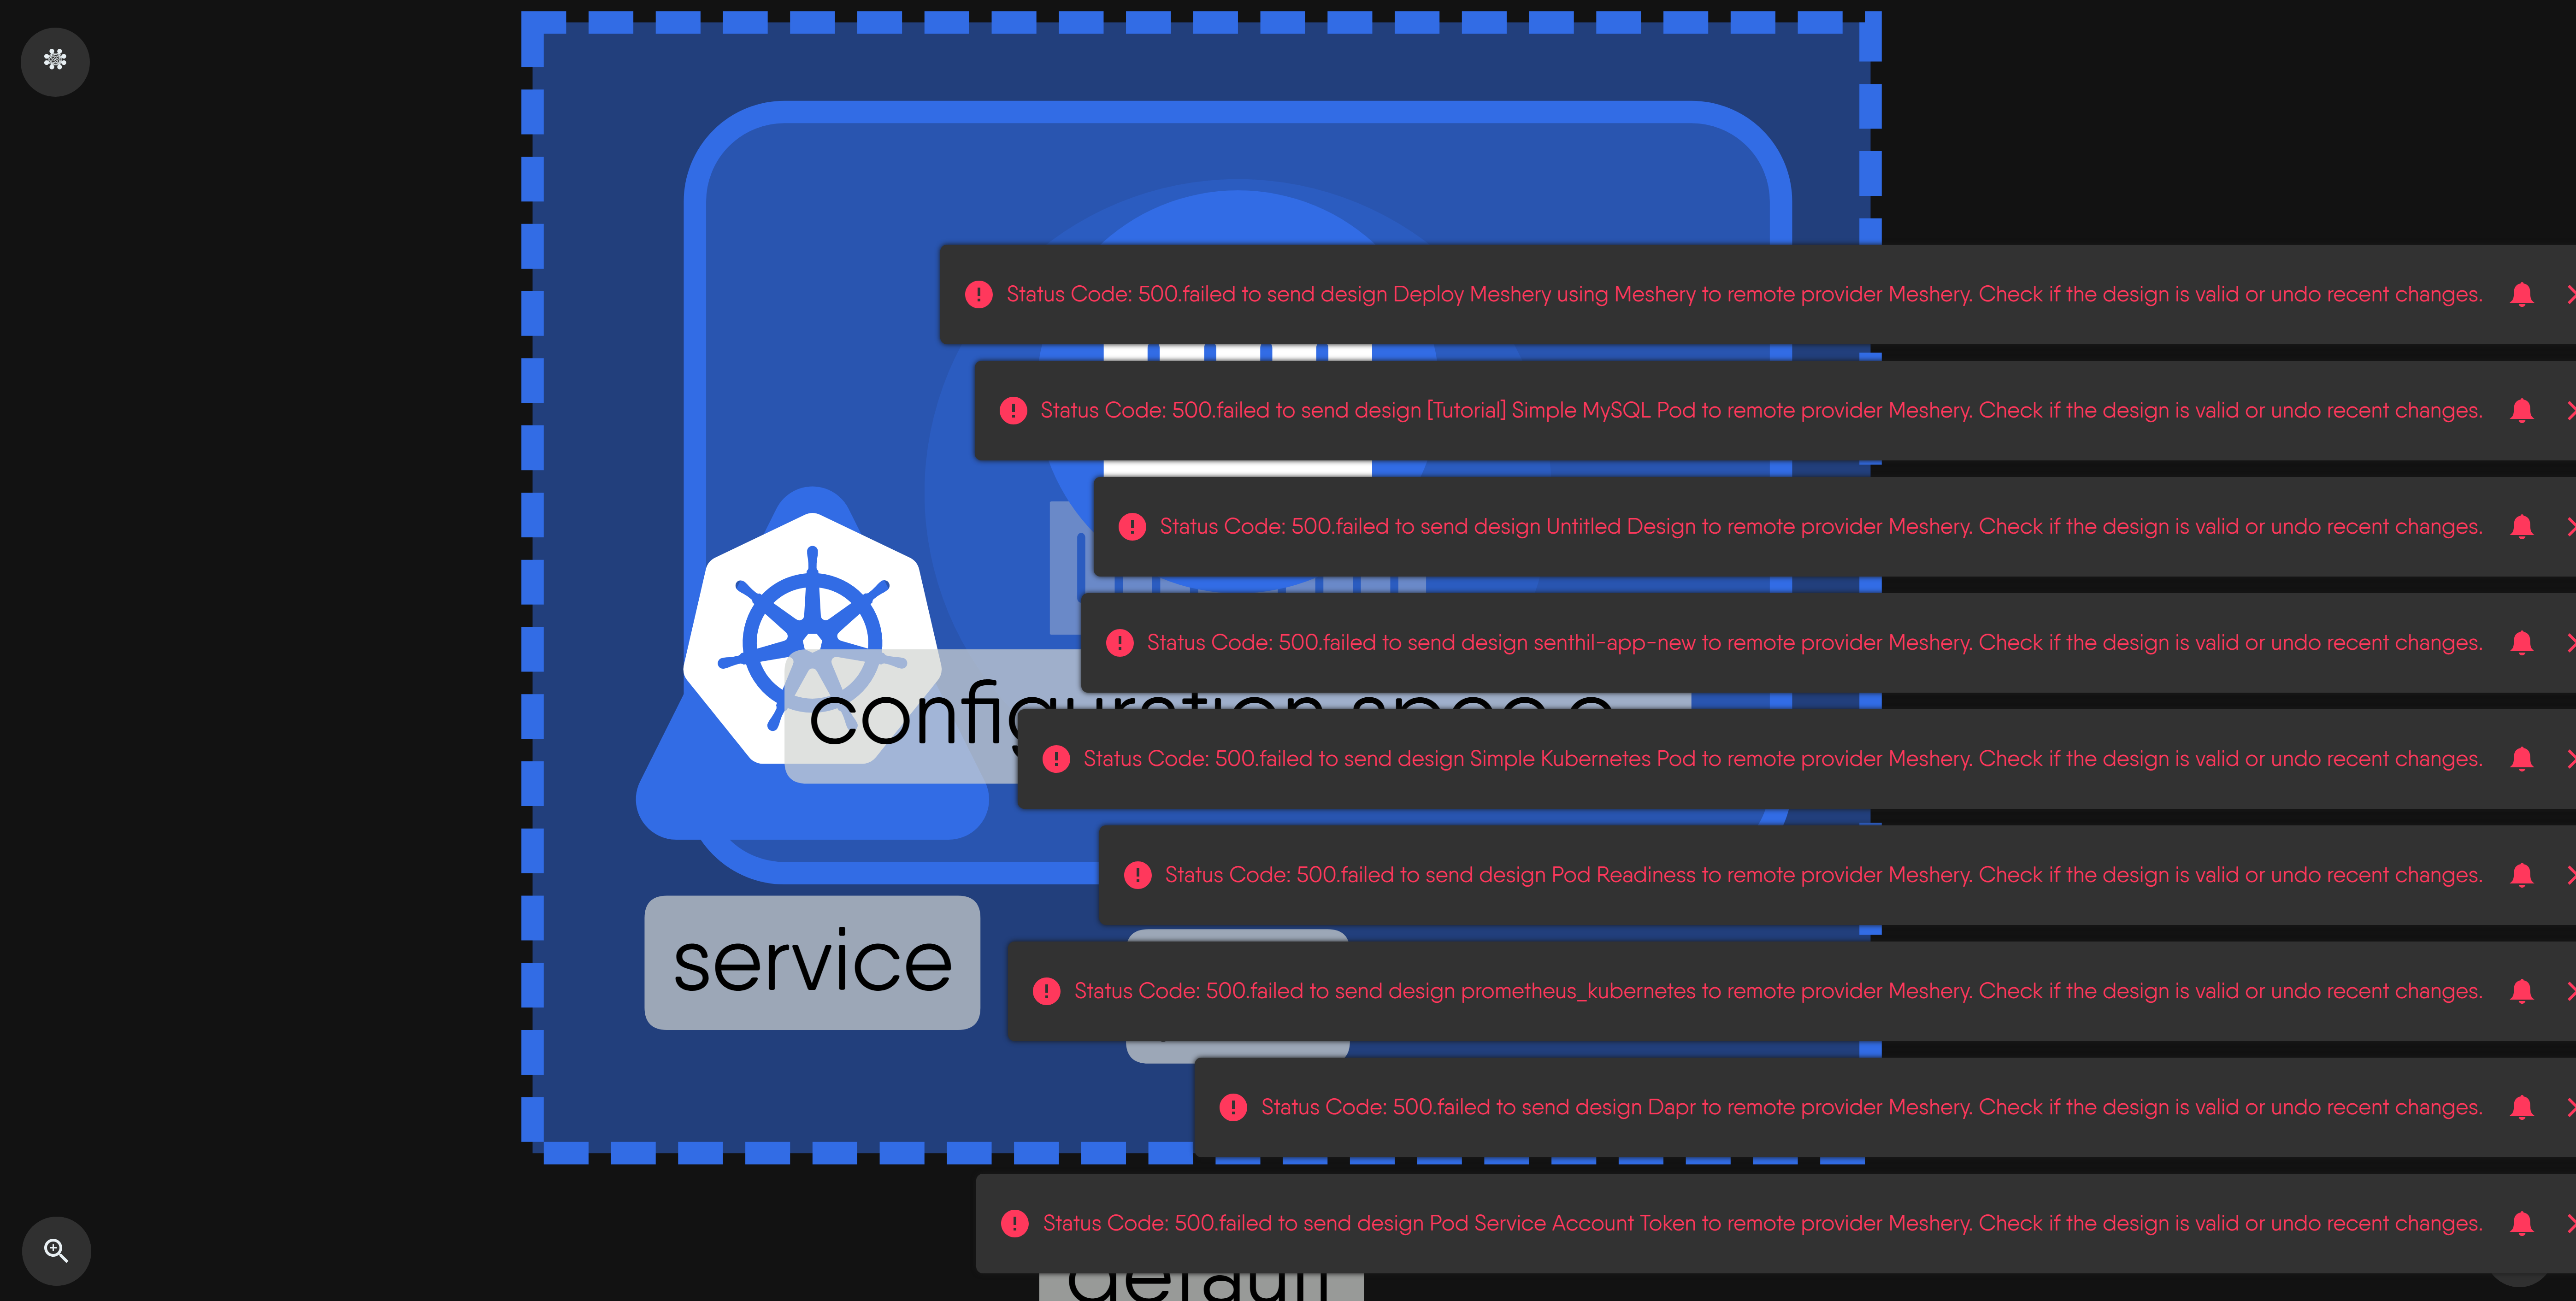 Status Code: 500.failed to send design Deploy Meshery using Meshery to remote provider Meshery. Check if the design is valid or undo recent changes.
Status Code: 500.failed to send design [Tutorial] Simple MySQL Pod to remote provider Meshery. Check if the design is valid or undo recent changes.
Status Code: 500.failed to send design Untitled Design to remote provider Meshery. Check if the design is valid or undo recent changes.
Status Code: 500.failed to send design senthil-app-new to remote provider Meshery. Check if the design is valid or undo recent changes.
configuration spec e
Status Code: 500.failed to send design Simple Kubernetes Pod to remote provider Meshery. Check if the design is valid or undo recent changes.
Status Code: 500.failed to send design Pod Readiness to remote provider Meshery. Check if the design is valid or undo recent changes.
service
Status Code: 500.failed to send design prometheus_kubernetes to remote provider Meshery. Check if the design is valid or undo recent changes.
Status Code: 500.failed to send design Dapr to remote provider Meshery. Check if the design is valid or undo recent changes.
Status Code: 500.failed to send design Pod Service Account Token to remote provider Meshery. Check if the design is valid or undo recent changes.
default